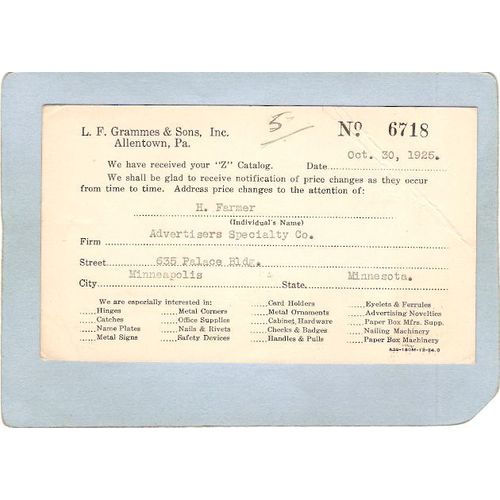 L. F. Grammes & Sons, Inc.
Allentown, Pa.
5
No 6718
We have received your "Z" Catalog. Date Oct. 30, 1925.
We shall be glad to receive notification of price changes as they occur
from time to time. Address price changes to the attention of:
H. Farmer
(Individual's Name)
Firm Advertisers Specialty Co.
Street 635 Palace Bldg.
City Minneapolis State Minnesota.
We are especially interested in:
Hinges
Catches
Name Plates
Metal Signs
Metal Corners
Office Supplies
Nails & Rivets
Safety Devices
Card Holders
Metal Ornaments
Cabinet Hardware
Checks & Badges
Handles & Pulls
Eyelets & Ferrules
Advertising Novelties
Paper Box Mfrs. Supp.
Nailing Machinery
Paper Box Machinery